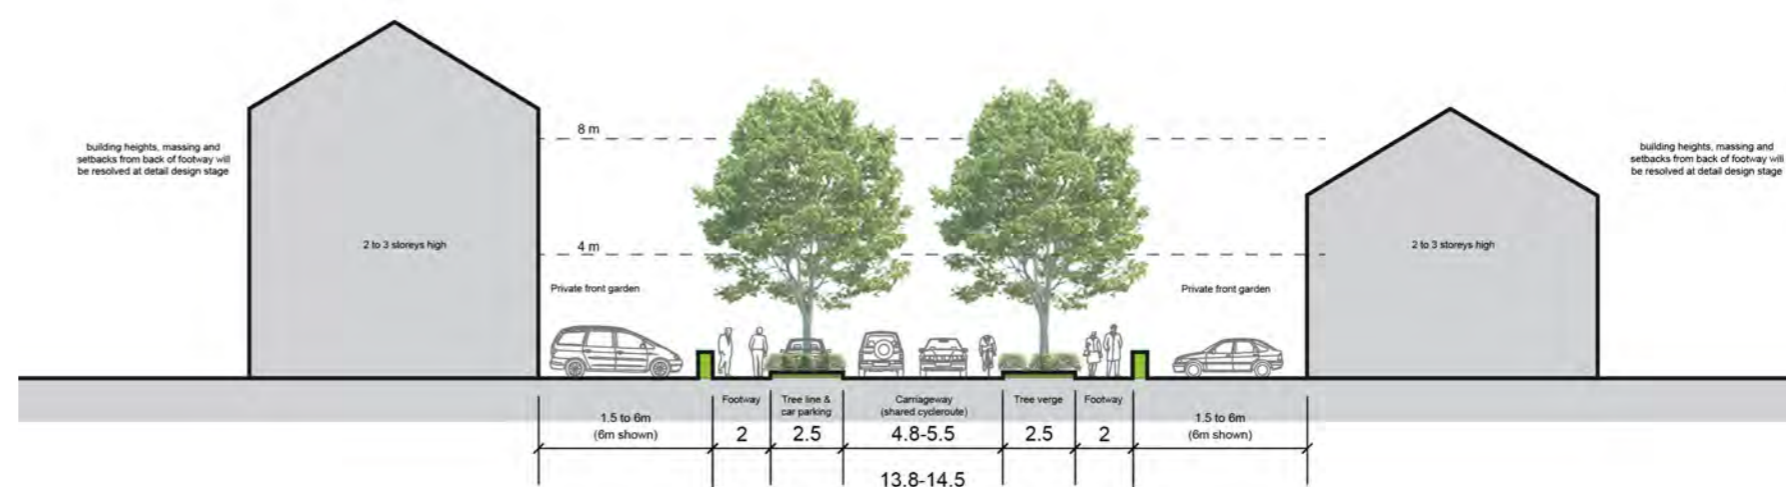 building heights, massing and
setbacks from back of footway will
be resolved at detail design stage
2 to 3 storeys high
8 m
4 m
Private front garden
Private front garden
2 to 3 storeys high
building heights, massing and
setbacks from back of footway will
be resolved at detail design stage
1.5 to 6m
(6m shown)
Footway
2
Tree line &
car parking
2.5
Carriageway
(shared cycleroute)
4.8-5.5
Tree verge
2.5
Footway
2
1.5 to 6m
(6m shown)
13.8-14.5